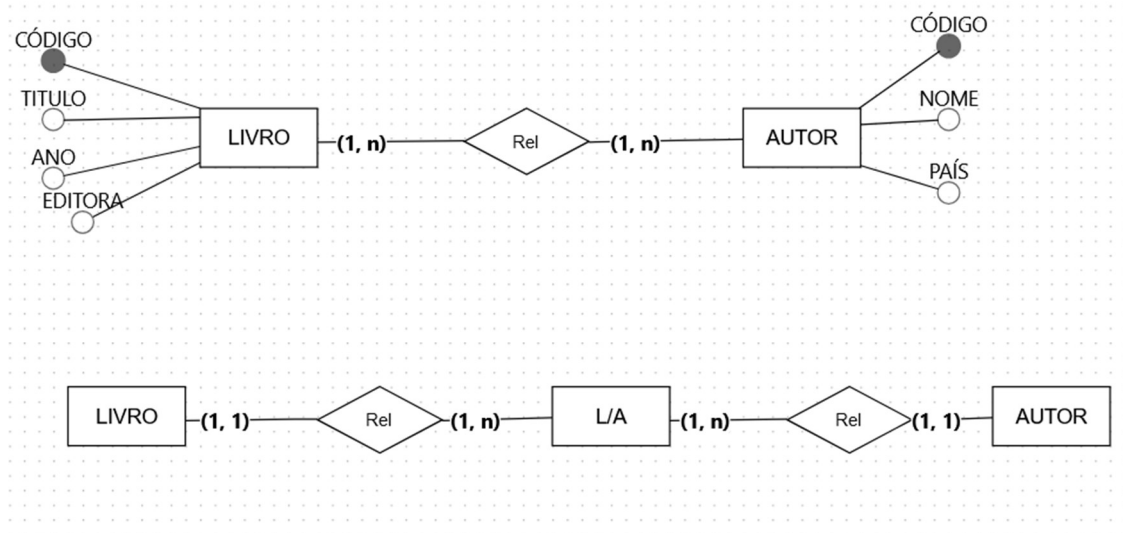 CÓDIGO
TITULO
ANO
EDITORA
LIVRO
(1, n)
Rel
(1, n)
AUTOR
CÓDIGO
NOME
PAÍS
LIVRO
(1, 1)
Rel
(1, n)
L/A
(1, n)
Rel
(1, 1)
AUTOR